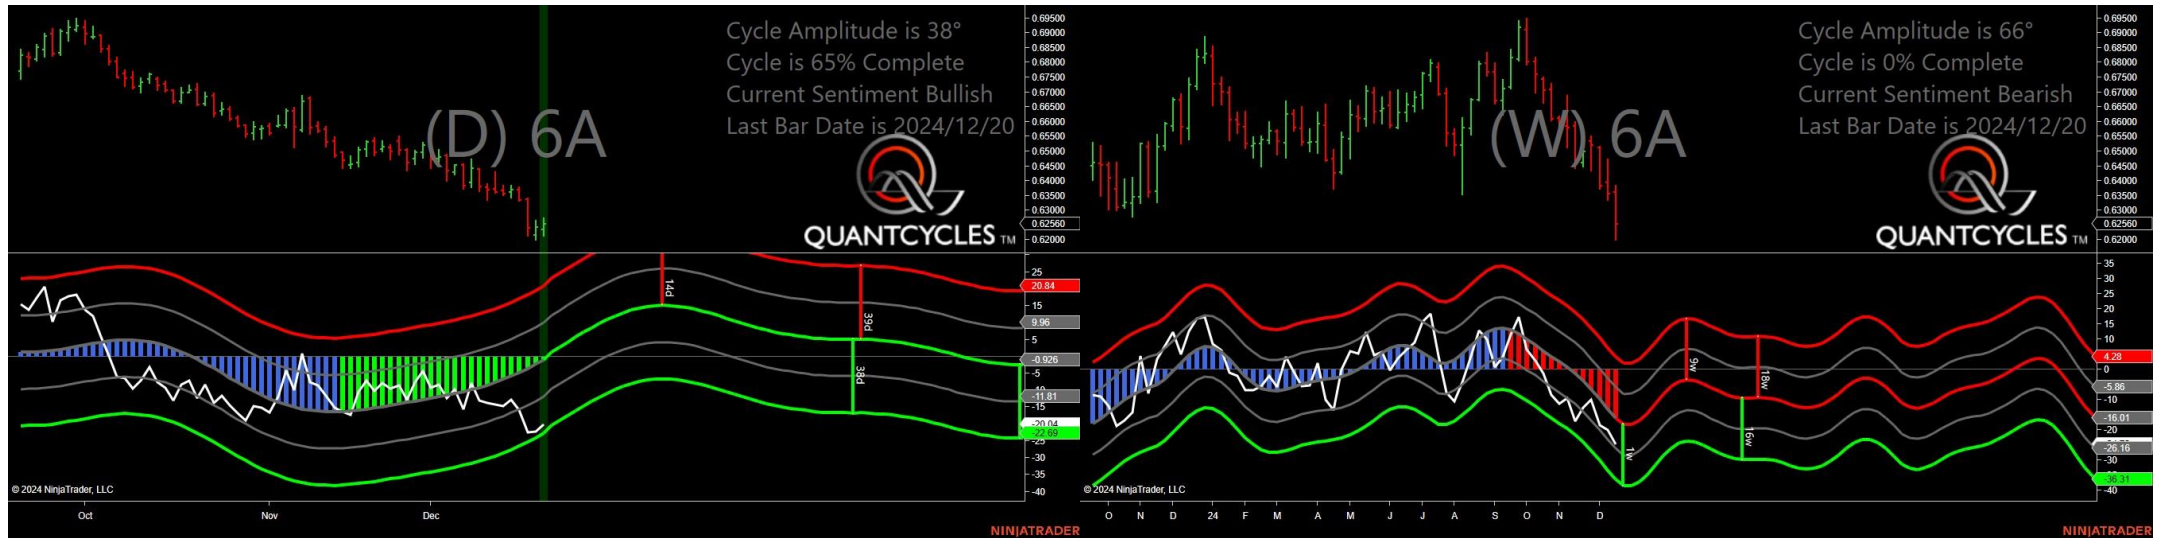 Cycle Amplitude is 38°
Cycle is 65% Complete
Current Sentiment Bullish
Last Bar Date is 2024/12/20
(D) 6A
QUANTCYCLES TM
0.69500
0.69000
0.68500
0.68000
0.67500
0.67000
0.66500
0.66000
0.65500
0.65000
0.64500
0.64000
0.63500
0.63000
0.62560
0.62000
25
20.84
15
9.96
5
-0.926
-5
-10
-11.81
-15
-20.04
-22.69
-25
-30
-35
-40
14d
39d
38d
© 2024 NinjaTrader, LLC
Oct Nov Dec
NINJATRADER
Cycle Amplitude is 66°
Cycle is 0% Complete
Current Sentiment Bearish
Last Bar Date is 2024/12/20
(W) 6A
QUANTCYCLES TM
0.69500
0.69000
0.68500
0.68000
0.67500
0.67000
0.66500
0.66000
0.65500
0.65000
0.64500
0.64000
0.63500
0.63000
0.62560
0.62000
35
30
25
20
15
10
4.28
0
-5.86
-10
-16.01
-20
-26.16
-30
-36.31
-40
9w
18w
16w
1w
© 2024 NinjaTrader, LLC
O N D 24 F M A M J J A S O N D
NINJATRADER